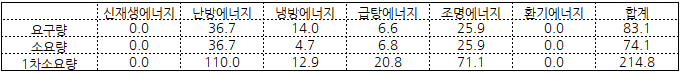 신재생에너지 난방에너지 냉방에너지 급탕에너지 조명에너지 환기에너지 합계
요구량 0.0 36.7 14.0 6.6 25.9 0.0 83.1
소요량 0.0 36.7 4.7 6.8 25.9 0.0 74.1
1차소요량 0.0 110.0 12.9 20.8 71.1 0.0 214.8